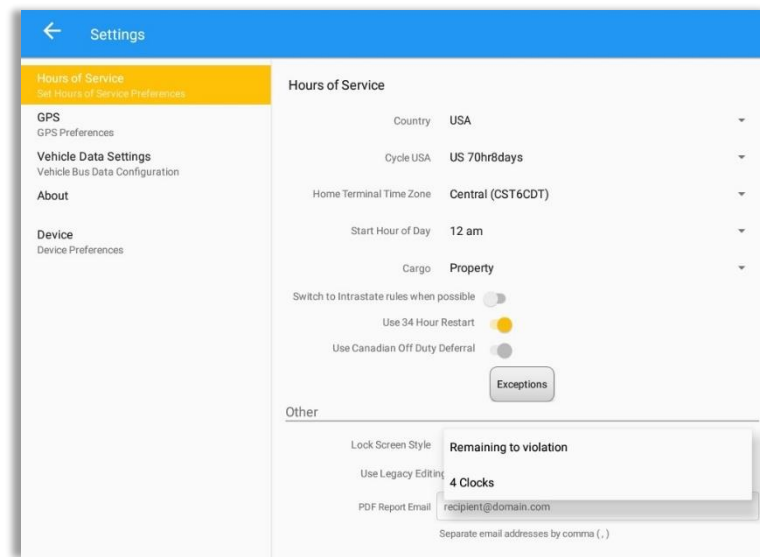 Settings
Hours of Service
Set Hours of Service Preferences
GPS
GPS Preferences
Vehicle Data Settings
Vehicle Bus Data Configuration
About
Device
Device Preferences
Hours of Service
Country USA
Cycle USA US 70hr8days
Home Terminal Time Zone Central (CST6CDT)
Start Hour of Day 12 am
Cargo Property
Switch to Intrastate rules when possible
Use 34 Hour Restart
Use Canadian Off Duty Deferral
Exceptions
Other
Lock Screen Style Remaining to violation
Use Legacy Editing
4 Clocks
PDF Report Email recipient@domain.com
Separate email addresses by comma ( , )